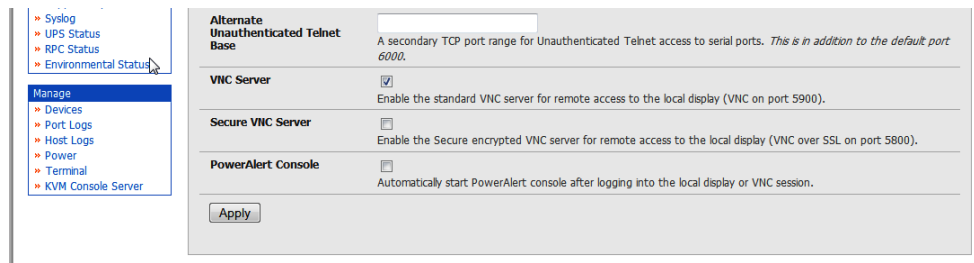 » Syslog
» UPS Status
» RPC Status
» Environmental Status
Manage
» Devices
» Port Logs
» Host Logs
» Power
» Terminal
» KVM Console Server
Alternate
Unauthenticated Telnet
Base
A secondary TCP port range for Unauthenticated Telnet access to serial ports. This is in addition to the default port
6000.
VNC Server
Enable the standard VNC server for remote access to the local display (VNC on port 5900).
Secure VNC Server
Enable the Secure encrypted VNC server for remote access to the local display (VNC over SSL on port 5800).
PowerAlert Console
Automatically start PowerAlert console after logging into the local display or VNC session.
Apply